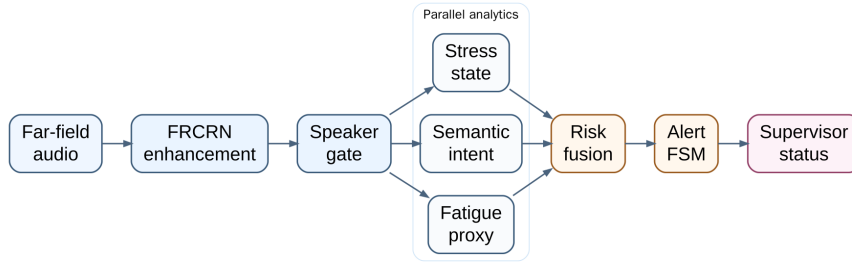 Parallel analytics
Stress
state
Far-field
audio
FRCRN
enhancement
Speaker
gate
Semantic
intent
Risk
fusion
Alert
FSM
Supervisor
status
Fatigue
proxy